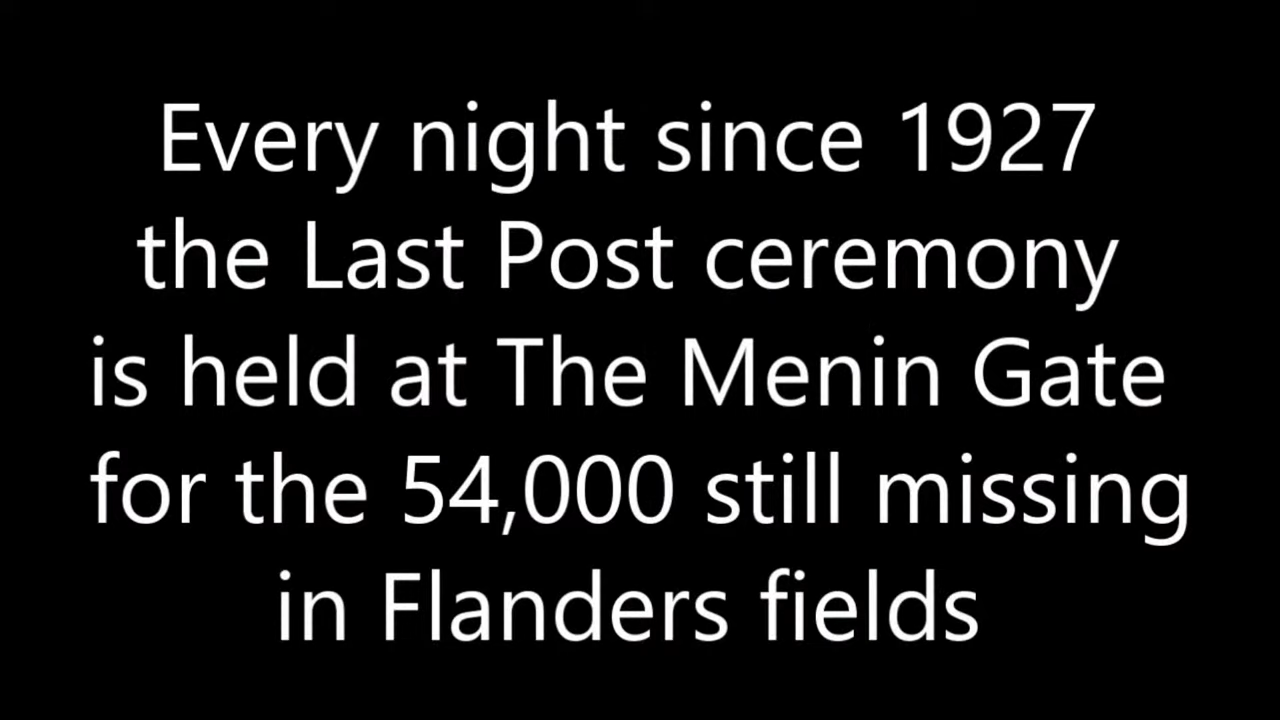 Every night since 1927
the Last Post ceremony
is held at The Menin Gate
for the 54,000 still missing
in Flanders fields